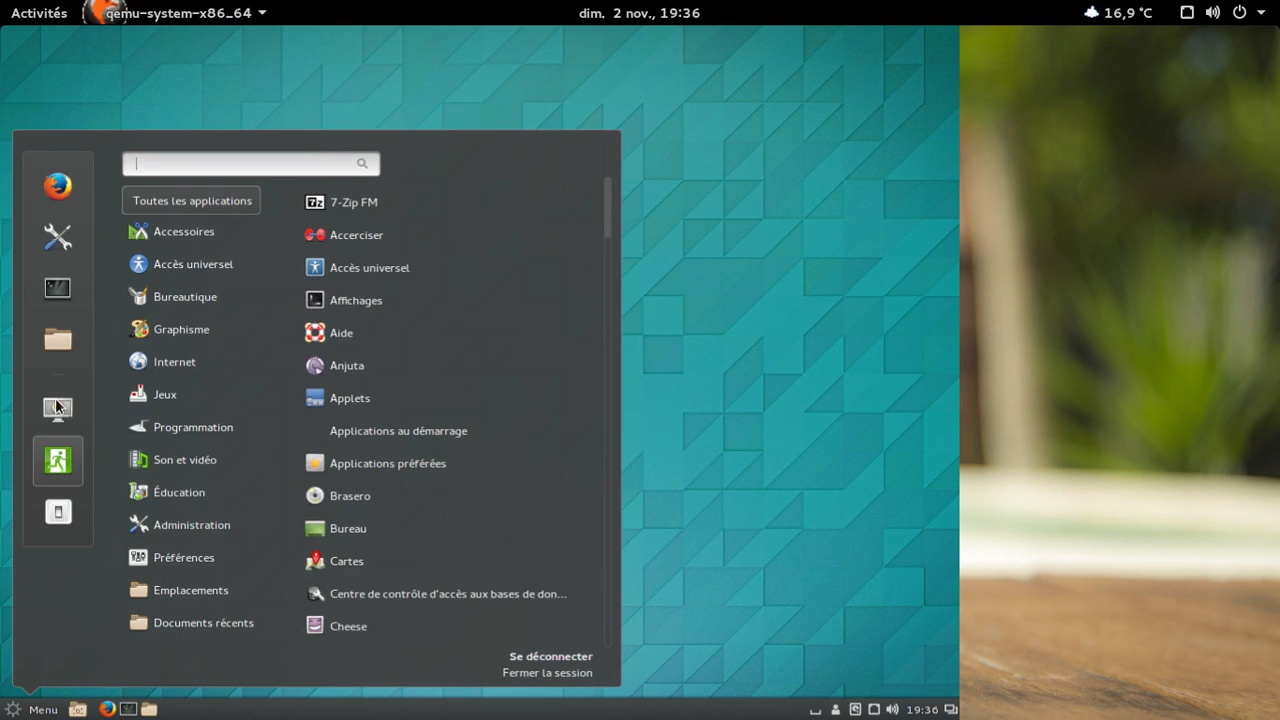 Activités
qemu-system-x86_64
dim. 2 nov., 19:36
16,9 °C
Toutes les applications
Accessoires
Accès universel
Bureautique
Graphisme
Internet
Jeux
Programmation
Son et vidéo
Éducation
Administration
Préférences
Emplacements
Documents récents
7-Zip FM
Accerciser
Accès universel
Affichages
Aide
Anjuta
Applets
Applications au démarrage
Applications préférées
Brasero
Bureau
Cartes
Centre de contrôle d'accès aux bases de don...
Cheese
Se déconnecter
Fermer la session
Menu
19:36